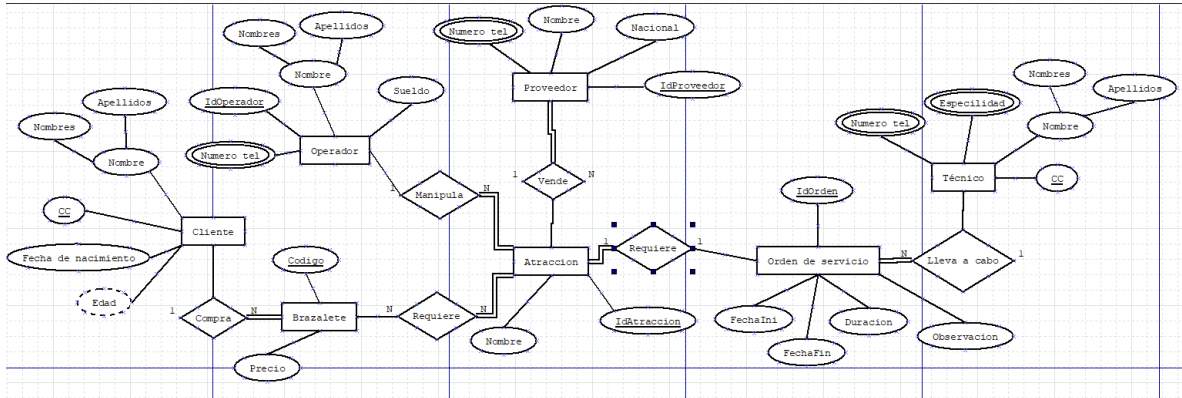 Nombres
Apellidos
Nombre
IdOperador
Sueldo
Numero tel
Operador
Numero tel
Nombre
Nacional
Proveedor
IdProveedor
1
Vende
N
Nombres
Apellidos
Especilidad
Numero tel
Nombre
Técnico
CC
Apellidos
Nombres
Nombre
CC
Cliente
Fecha de nacimiento
Edad
1
Compra
N
Codigo
Brazalete
Precio
1
Manipula
N
N
Requiere
N
Atraccion
Nombre
IdAtraccion
1
Requiere
1
IdOrden
Orden de servicio
FechaIni
FechaFin
Duracion
Observacion
N
Lleva a cabo
1